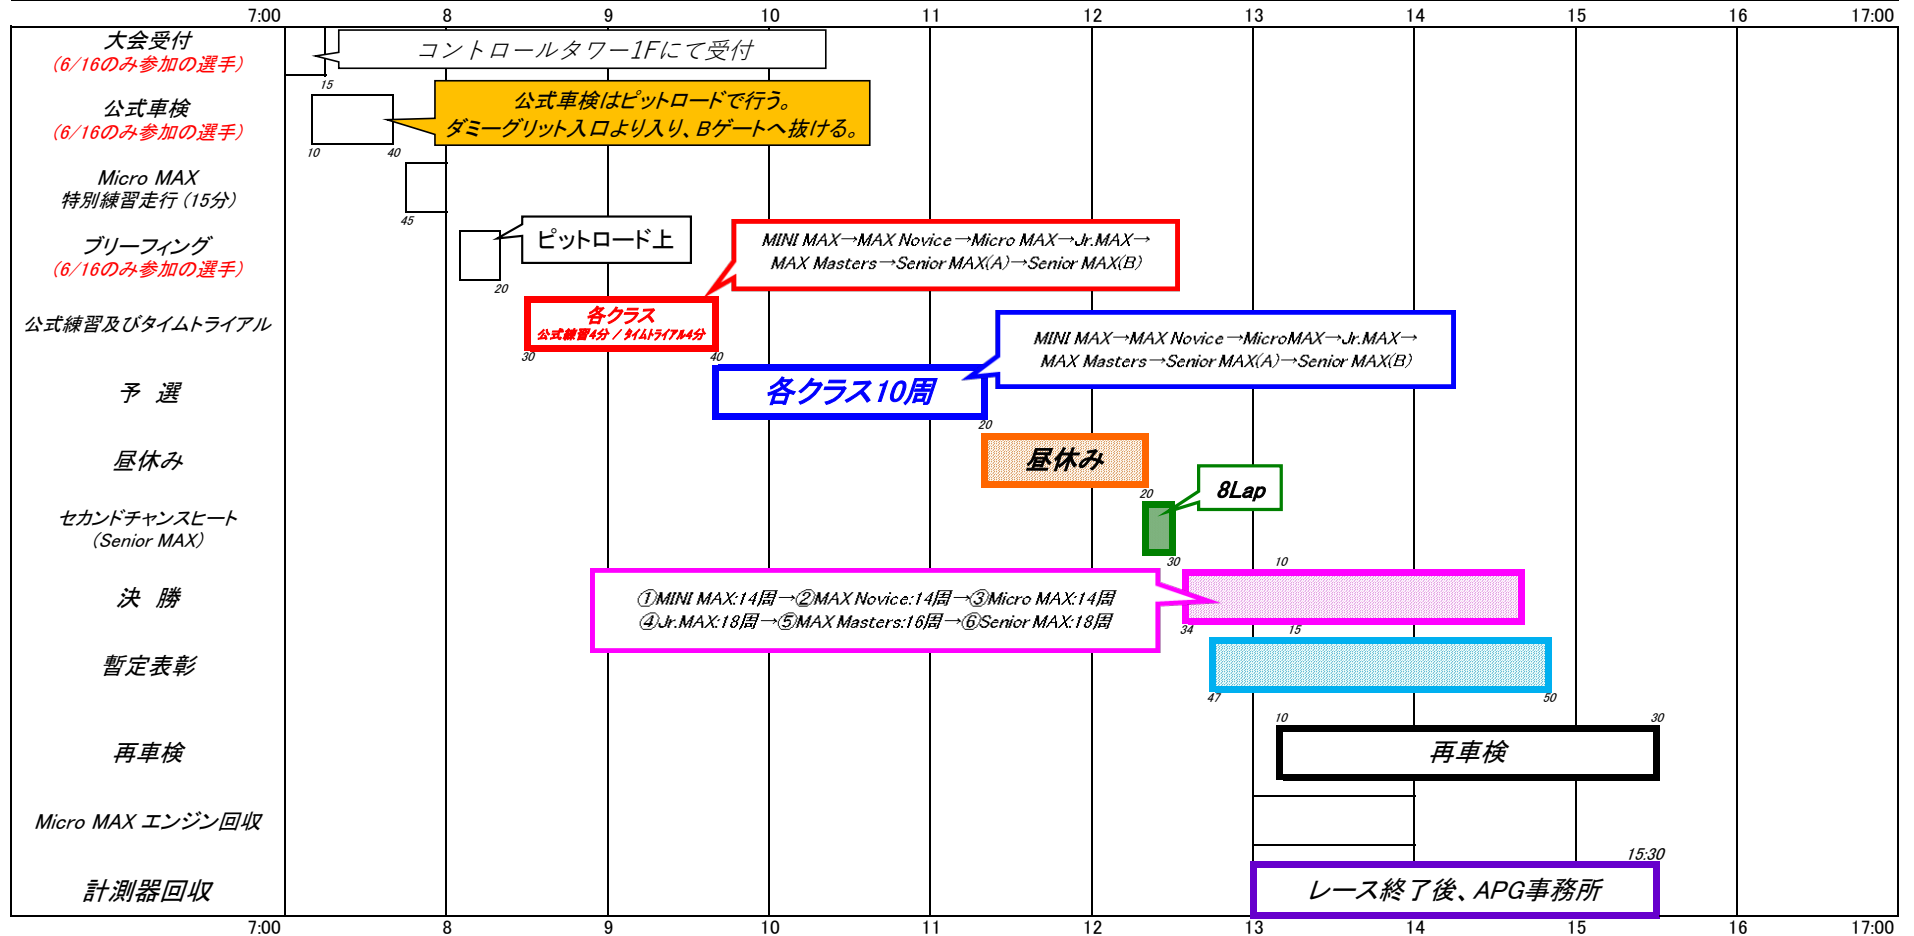 7:00 8 9 10 11 12 13 14 15 16 17:00
大会受付
（6/16のみ参加の選手）
コントロールタワー1Fにて受付
15
公式車検
（6/16のみ参加の選手）
公式車検はピットロードで行う。
ダミーグリット入口より入り、Bゲートへ抜ける。
10 40
Micro MAX
特別練習走行（15分）
45
ブリーフィング
（6/16のみ参加の選手）
ピットロード上
20
MINI MAX→MAX Novice→Micro MAX→Jr.MAX→
MAX Masters→Senior MAX(A)→Senior MAX(B)
公式練習及びタイムトライアル
各クラス
公式練習4分 / タイムトライアル4分
30 40
MINI MAX→MAX Novice→MicroMAX→Jr.MAX→
MAX Masters→Senior MAX(A)→Senior MAX(B)
予 選
各クラス10周
20
昼休み
昼休み
20
8Lap
セカンドチャンスヒート
（Senior MAX）
30 10
決 勝
①MINI MAX:14周→②MAX Novice:14周→③Micro MAX:14周
④Jr.MAX:18周→⑤MAX Masters:16周→⑥Senior MAX:18周
34 15
暫定表彰
47 50
10 30
再車検
再車検
Micro MAX エンジン回収
15:30
計測器回収
レース終了後、APG事務所
7:00 8 9 10 11 12 13 14 15 16 17:00